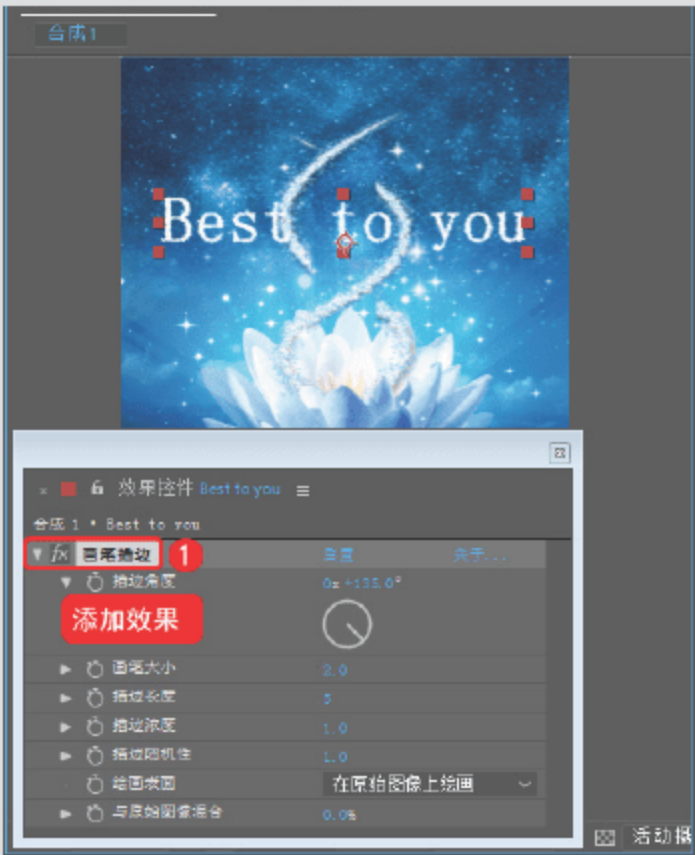 合成1
Best to you
效果控件 Best to you
合成 1 • Best to you
fx 画笔描边 1 重置 关于...
描边角度 0x +135.0°
添加效果
画笔大小 2.0
描边长度 5
描边浓度 1.0
描边随机性 1.0
绘画表面 在原始图像上绘画
与原始图像混合 0.0%
活动摄